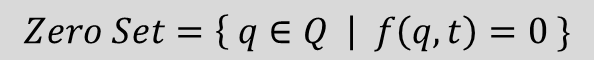 Zero Set = { q ∈ Q | f(q, t) = 0 }